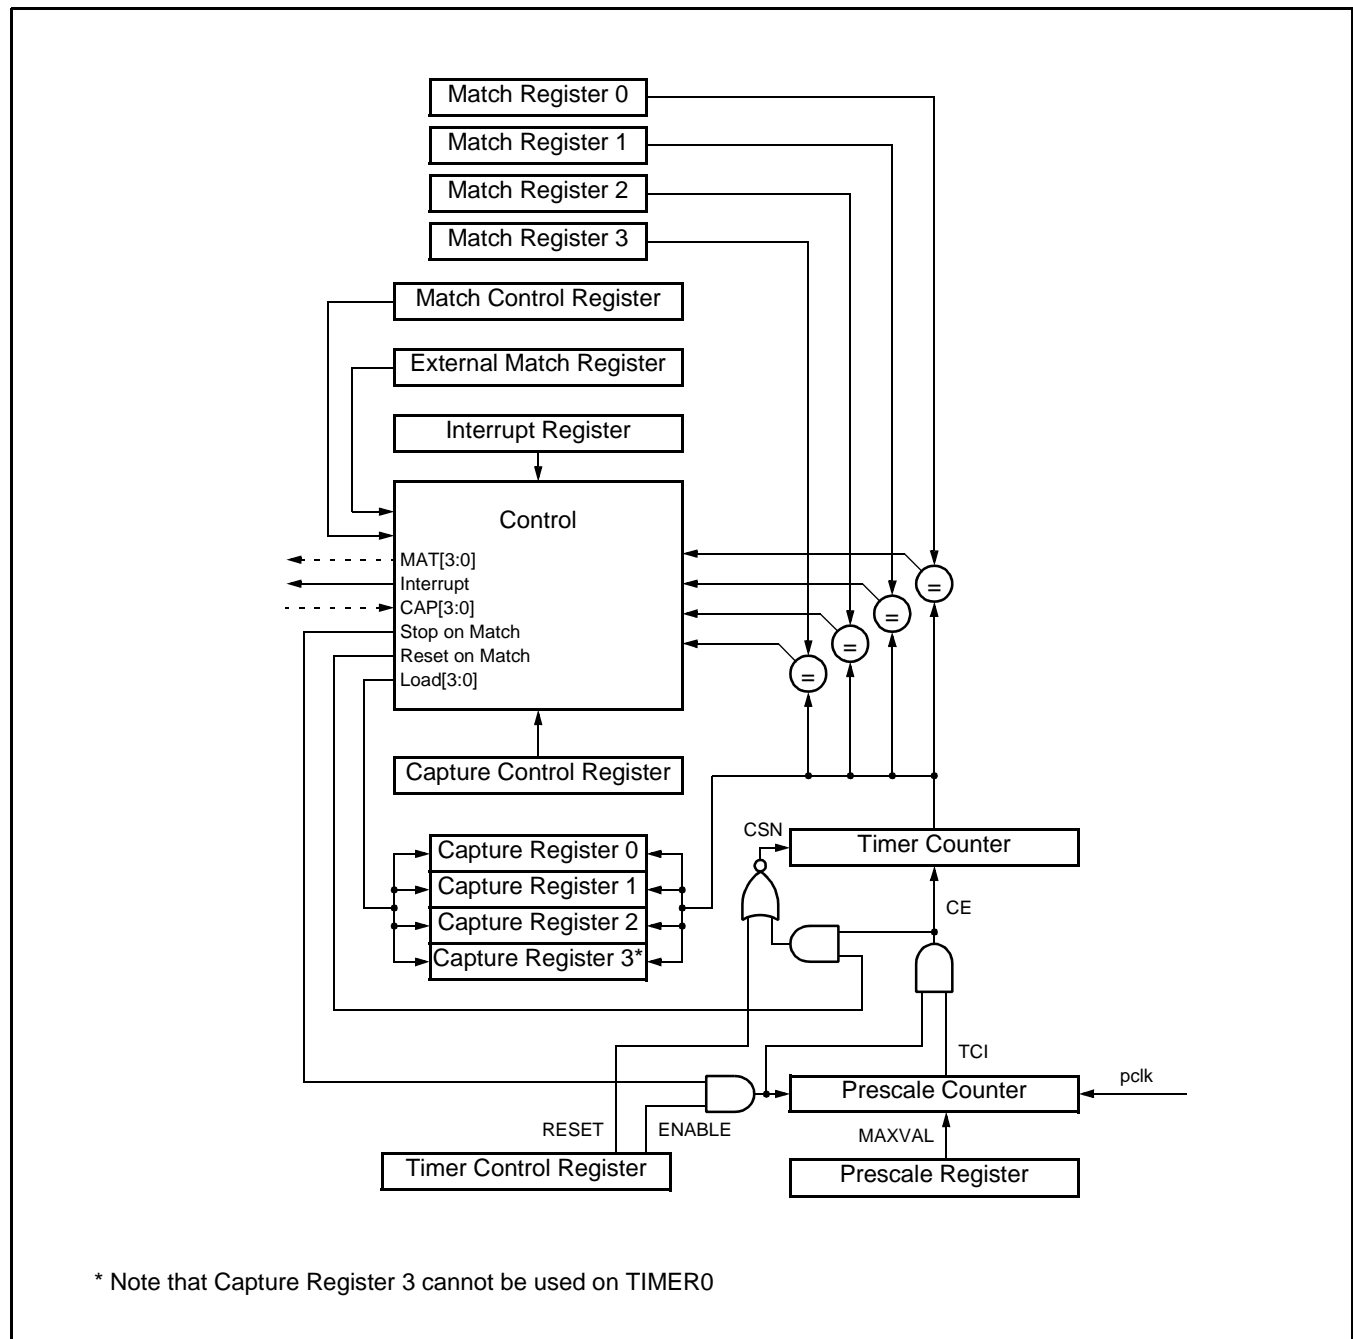 Match Register 0
Match Register 1
Match Register 2
Match Register 3
Match Control Register
External Match Register
Interrupt Register
Control
MAT[3:0]
Interrupt
CAP[3:0]
Stop on Match
Reset on Match
Load[3:0]
=
=
=
=
Capture Control Register
Capture Register 0
Capture Register 1
Capture Register 2
Capture Register 3*
CSN
Timer Counter
CE
TCI
Prescale Counter
pclk
RESET
ENABLE
MAXVAL
Timer Control Register
Prescale Register
* Note that Capture Register 3 cannot be used on TIMER0